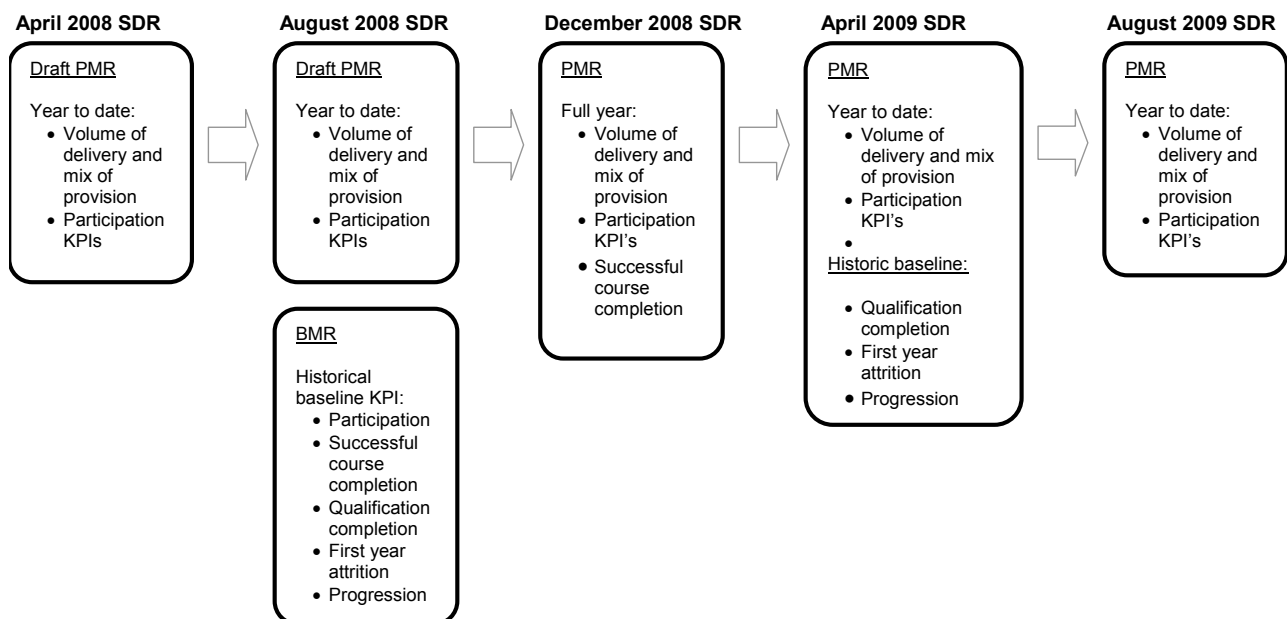 April 2008 SDR
Draft PMR
Year to date:
• Volume of
delivery and
mix of
provision
• Participation
KPIs
August 2008 SDR
Draft PMR
Year to date:
• Volume of
delivery and
mix of
provision
• Participation
KPIs
BMR
Historical
baseline KPI:
• Participation
• Successful
course
completion
• Qualification
completion
• First year
attrition
• Progression
December 2008 SDR
PMR
Full year:
• Volume of
delivery and
mix of
provision
• Participation
KPI's
• Successful
course
completion
April 2009 SDR
PMR
Year to date:
• Volume of
delivery and mix
of provision
• Participation
KPI's
•
Historic baseline:
• Qualification
completion
• First year
attrition
• Progression
August 2009 SDR
PMR
Year to date:
• Volume of
delivery and
mix of
provision
• Participation
KPI's